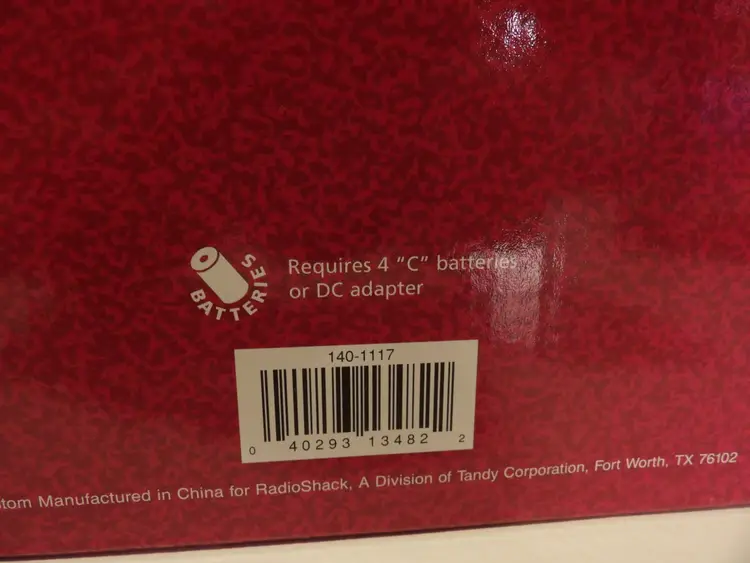 BATTERIES
Requires 4 "C" batteries
or DC adapter
140-1117
0 40293 13482 2
Manufactured in China for RadioShack, A Division of Tandy Corporation, Fort Worth, TX 76102